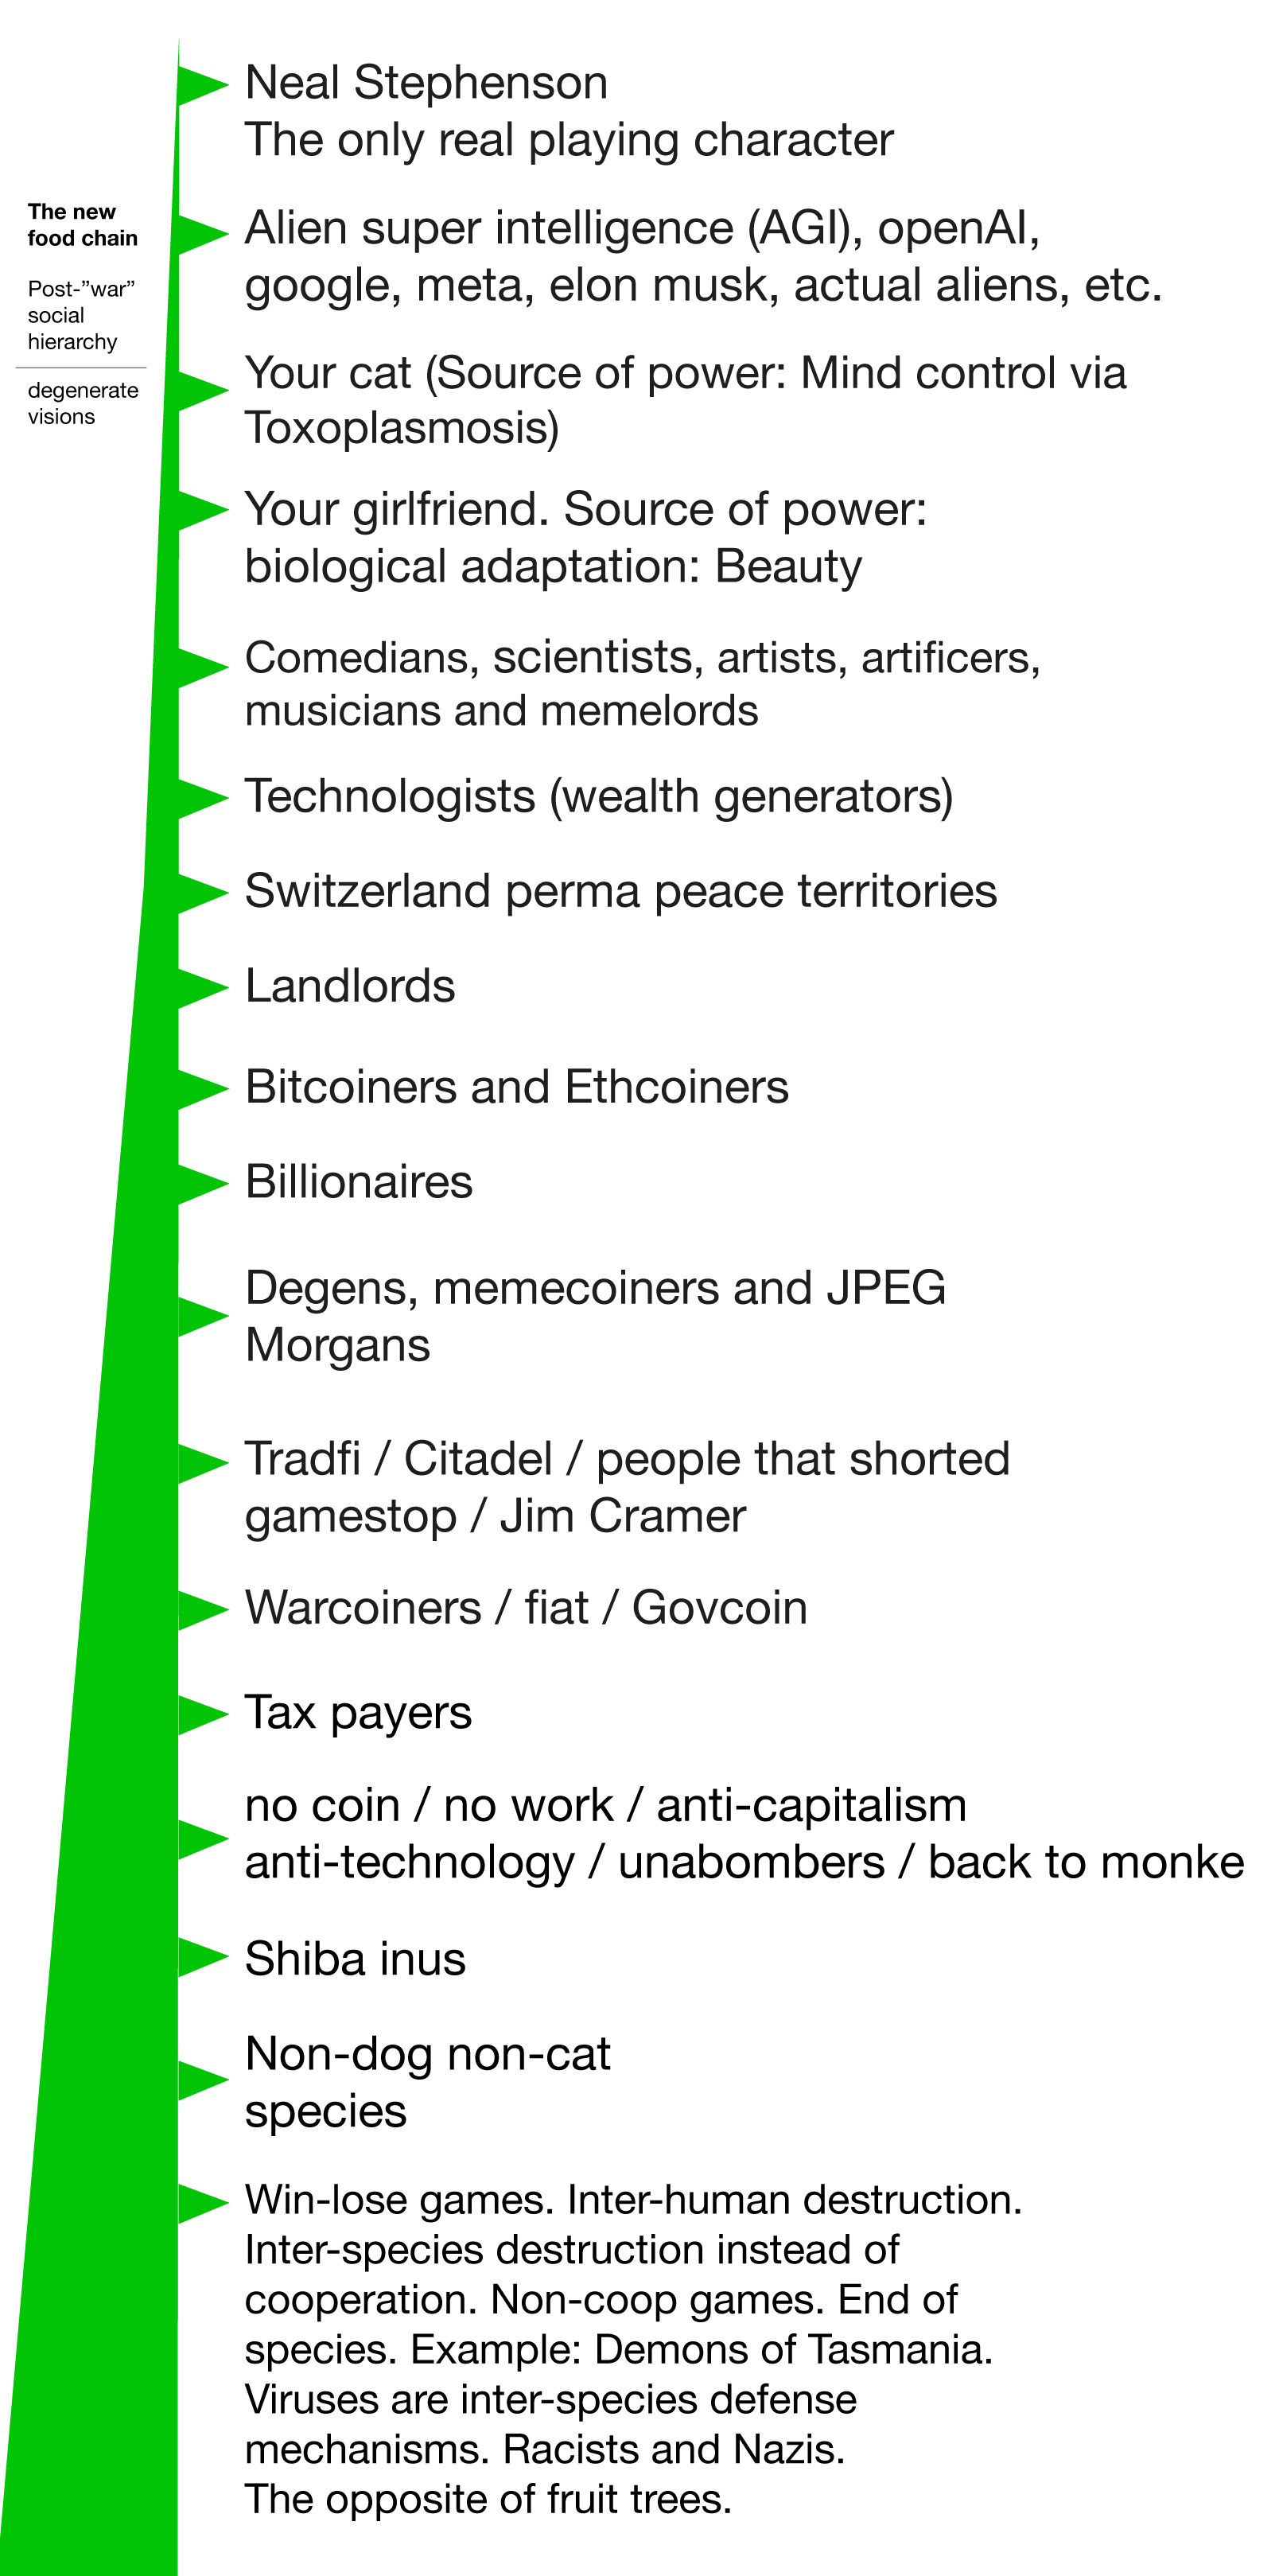 The new
food chain
Post-”war”
social
hierarchy
degenerate
visions
Neal Stephenson
The only real playing character
Alien super intelligence (AGI), openAI,
google, meta, elon musk, actual aliens, etc.
Your cat (Source of power: Mind control via
Toxoplasmosis)
Your girlfriend. Source of power:
biological adaptation: Beauty
Comedians, scientists, artists, artificers,
musicians and memelords
Technologists (wealth generators)
Switzerland perma peace territories
Landlords
Bitcoiners and Ethcoiners
Billionaires
Degens, memecoiners and JPEG
Morgans
Tradfi / Citadel / people that shorted
gamestop / Jim Cramer
Warcoiners / fiat / Govcoin
Tax payers
no coin / no work / anti-capitalism
anti-technology / unabombers / back to monke
Shiba inus
Non-dog non-cat
species
Win-lose games. Inter-human destruction.
Inter-species destruction instead of
cooperation. Non-coop games. End of
species. Example: Demons of Tasmania.
Viruses are inter-species defense
mechanisms. Racists and Nazis.
The opposite of fruit trees.